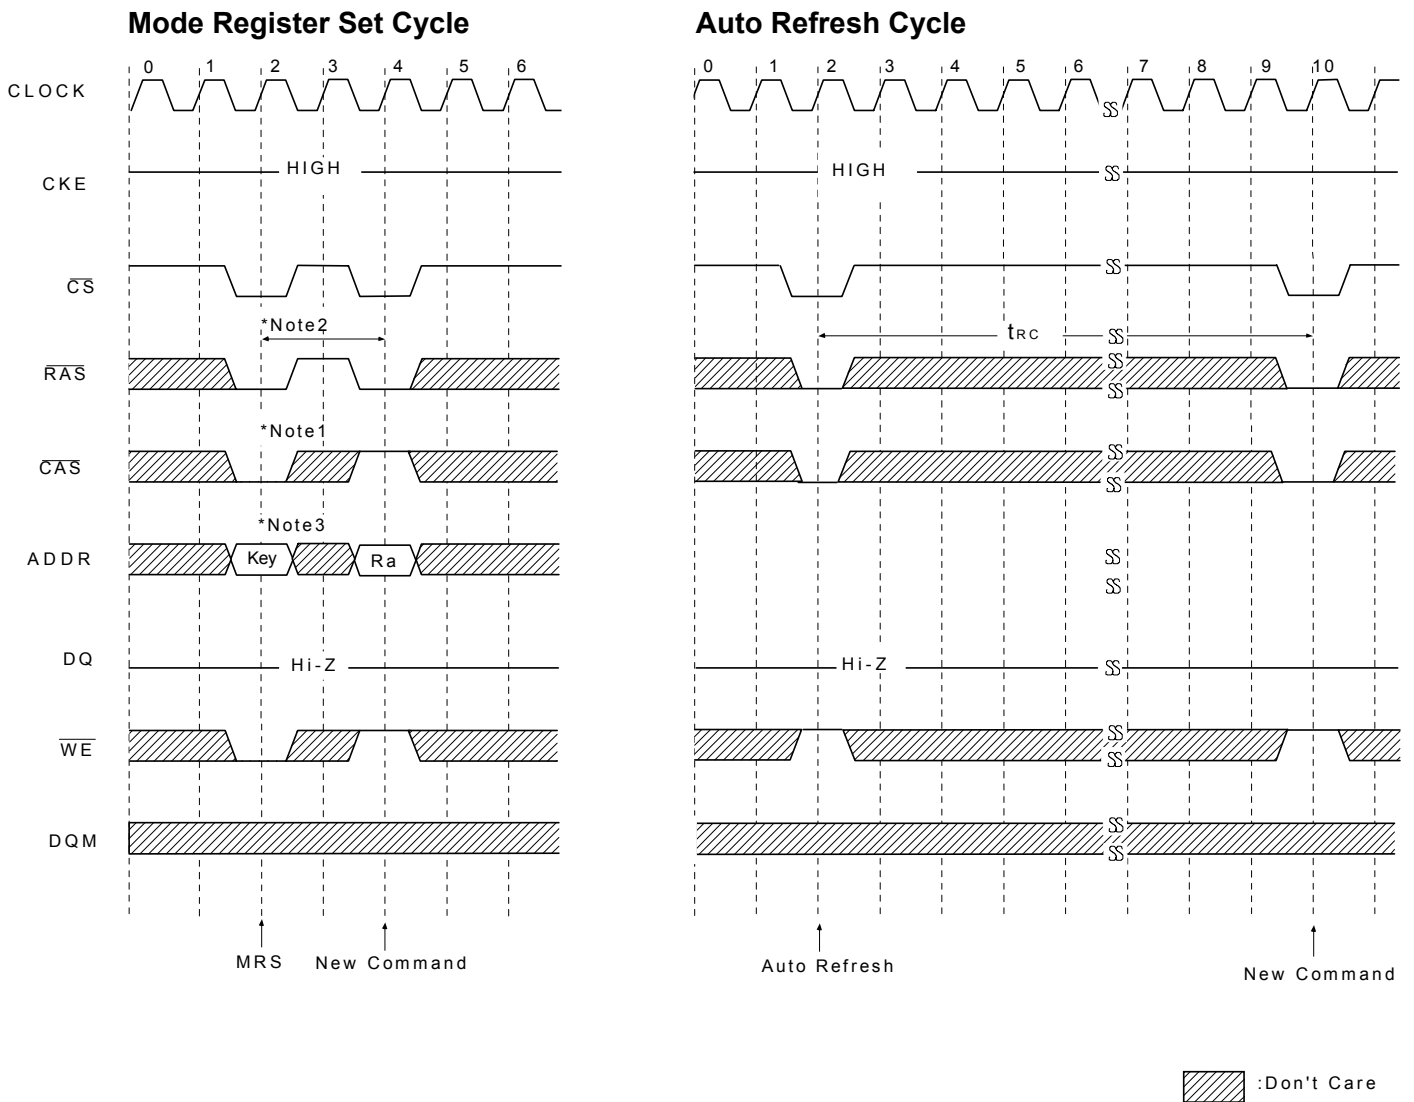 Mode Register Set Cycle
Auto Refresh Cycle
0 1 2 3 4 5 6
0 1 2 3 4 5 6 7 8 9 10
CLOCK
CKE
HIGH
HIGH
CS
*Note2
tRC
RAS
*Note1
CAS
*Note3
ADDR
Key
Ra
DQ
Hi-Z
Hi-Z
WE
DQM
MRS
New Command
Auto Refresh
New Command
:Don't Care